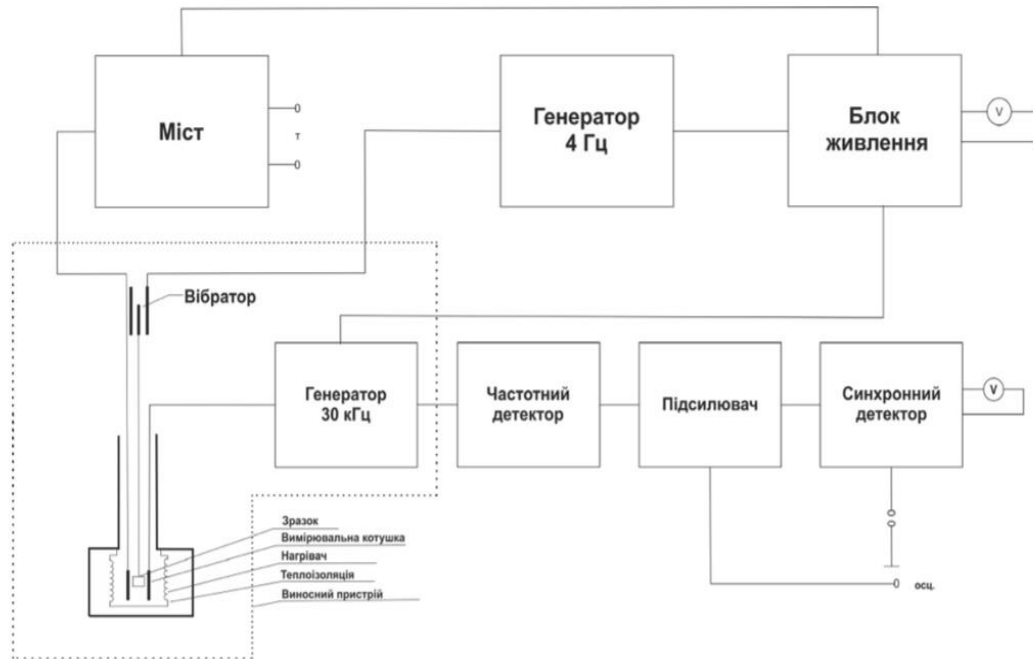 Міст
О
т
О
Генератор
4 Гц
Блок
живлення
V
Вібратор
Генератор
30 кГц
Частотний
детектор
Підсилювач
Синхронний
детектор
V
Зразок
Вимірювальна котушка
Нагрівач
Теплоізоляція
Виносний пристрій
О
осц.